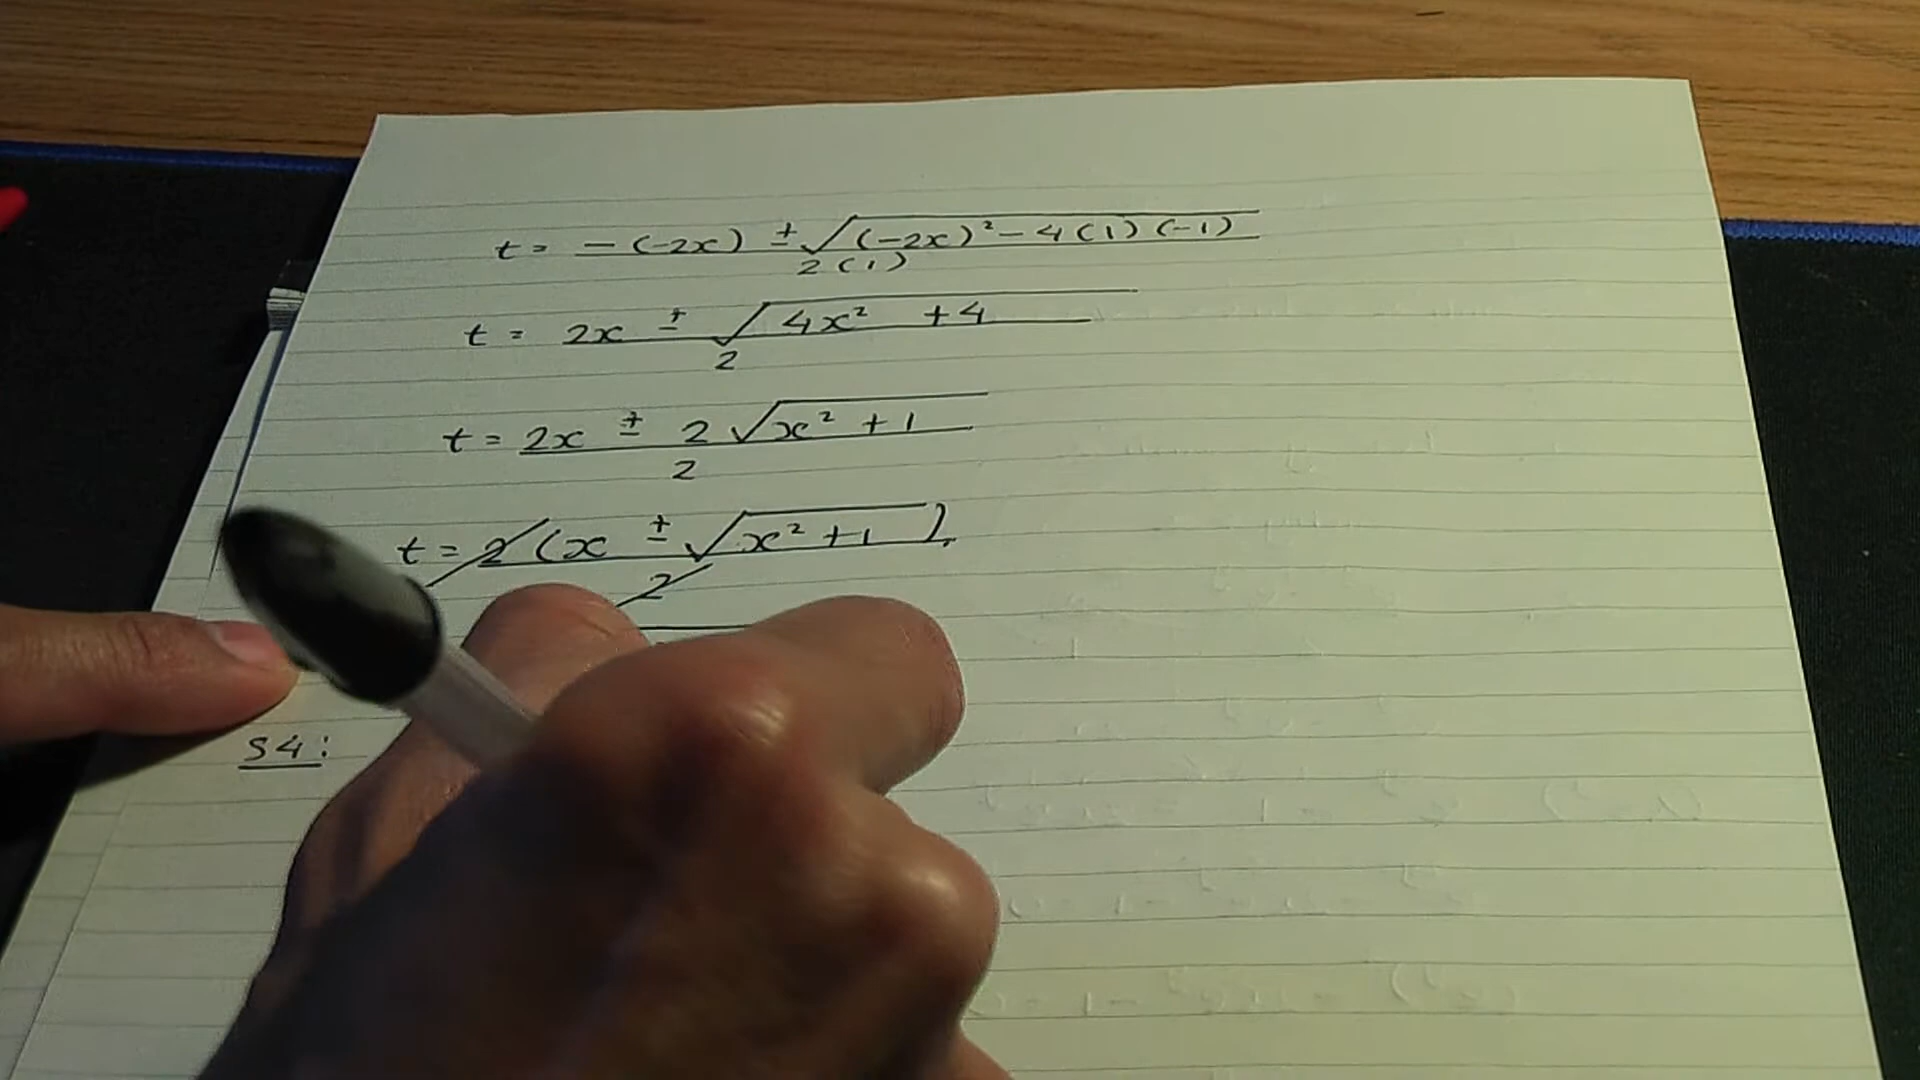 t = -(-2x) ± √(-2x)² - 4(1)(-1)
2(1)
t = 2x ± √4x² + 4
2
t = 2x ± 2√x² + 1
2
t = 2(x ± √x² + 1)
2
S4: